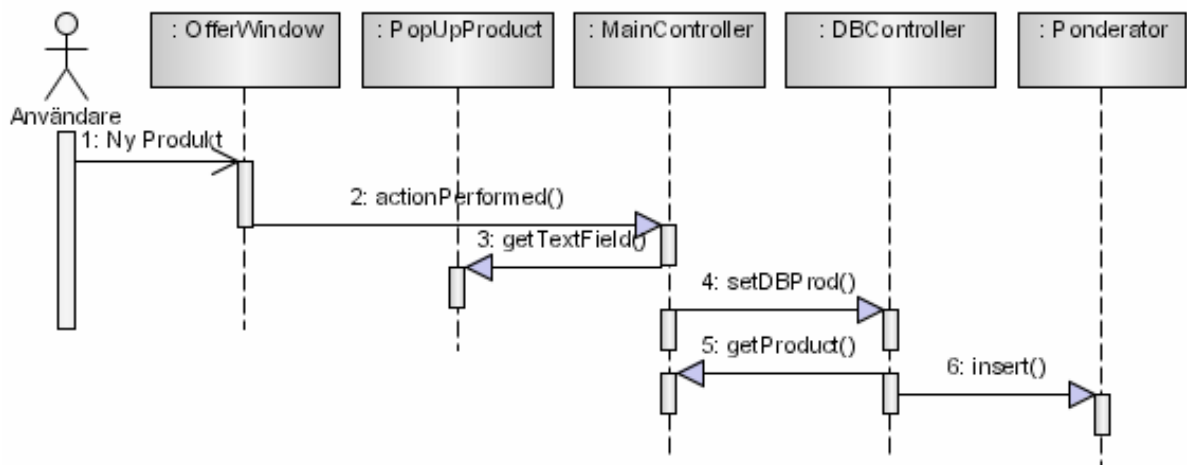 : OfferWindow
: PopUpProduct
: MainController
: DBController
: Ponderator
Användare
1: Ny Produkt
2: actionPerformed()
3: getTextField()
4: setDBProd()
5: getProduct()
6: insert()